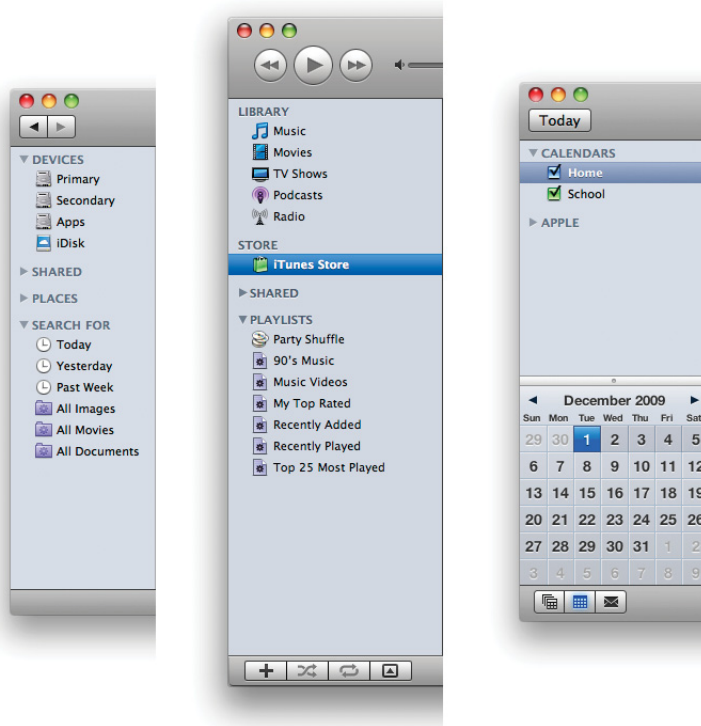 DEVICES
Primary
Secondary
Apps
iDisk
SHARED
PLACES
SEARCH FOR
Today
Yesterday
Past Week
All Images
All Movies
All Documents
LIBRARY
Music
Movies
TV Shows
Podcasts
Radio
STORE
iTunes Store
SHARED
PLAYLISTS
Party Shuffle
90's Music
Music Videos
My Top Rated
Recently Added
Recently Played
Top 25 Most Played
Today
CALENDARS
Home
School
APPLE
December 2009
Sun Mon Tue Wed Thu Fri Sat
29 30 1 2 3 4 5
6 7 8 9 10 11 12
13 14 15 16 17 18 19
20 21 22 23 24 25 26
27 28 29 30 31 1 2
3 4 5 6 7 8 9